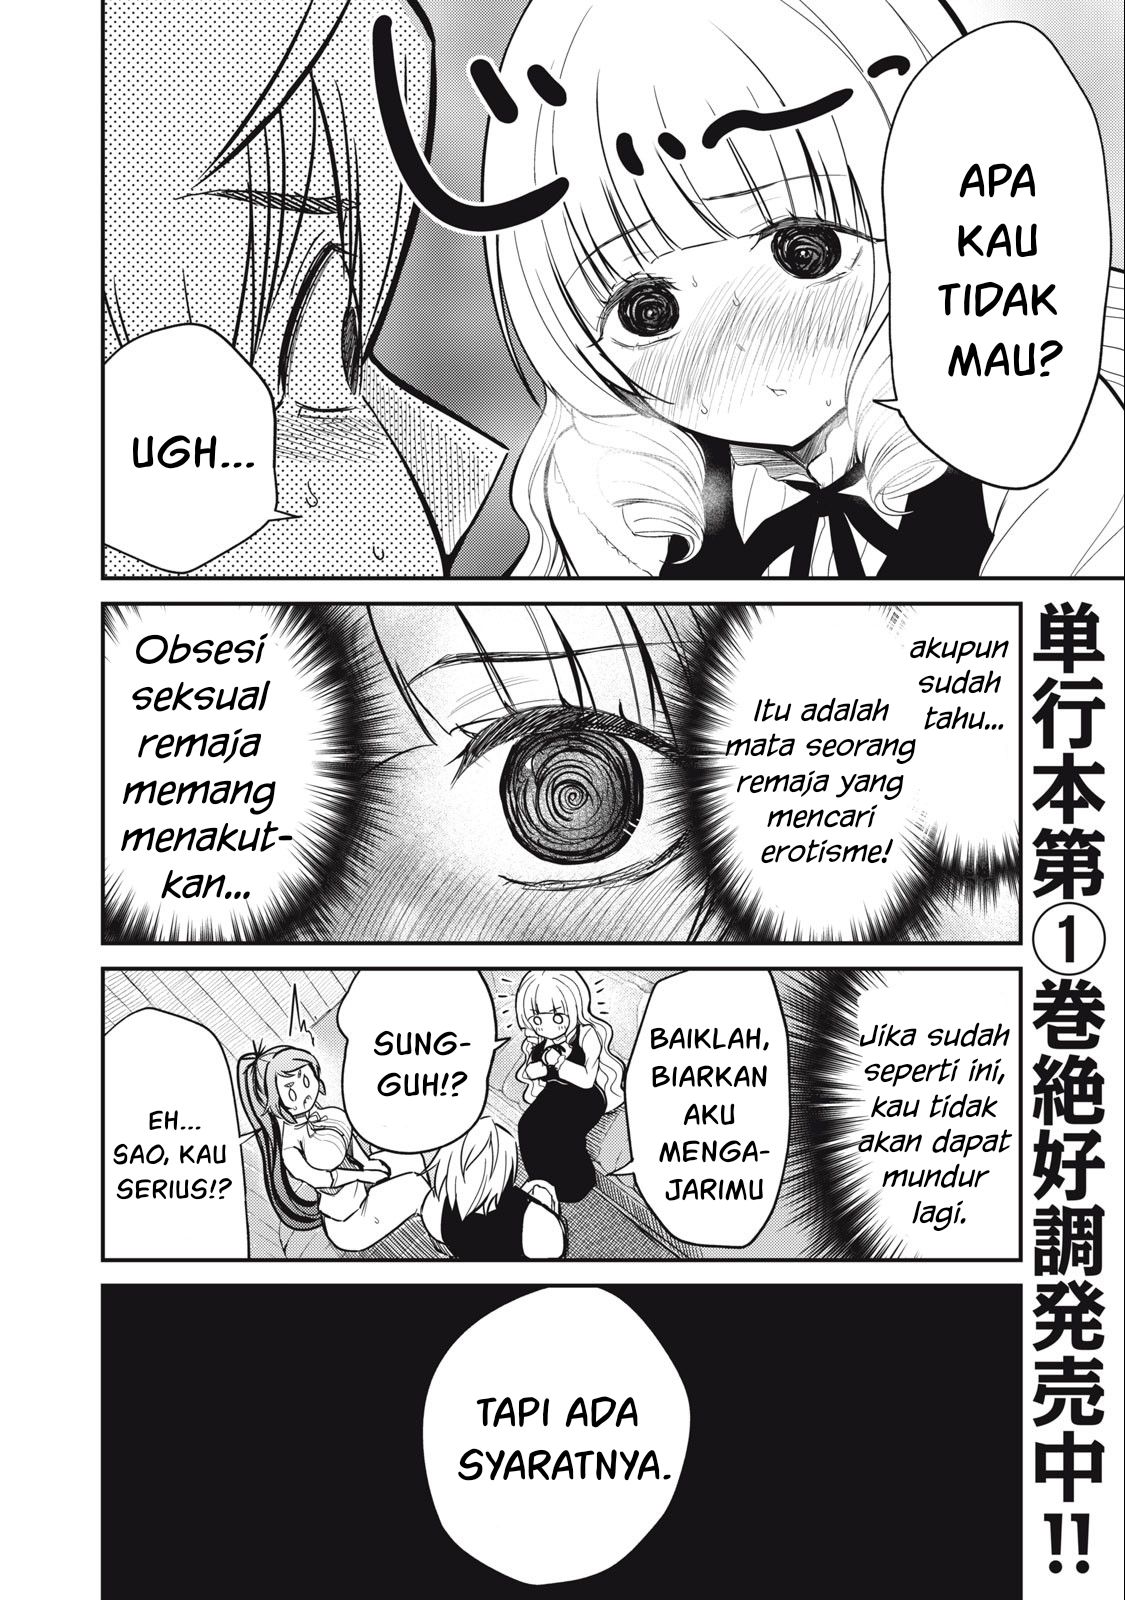 じーーっ
APA
KAU
TIDAK
MAU?
UGH...
akupun
sudah
tahu...
Itu adalah
mata seorang
remaja yang
mencari
erotisme!
Obsesi
seksual
remaja
memang
menakut-
kan...
Jika sudah
seperti ini,
kau tidak
akan dapat
mundur
lagi.
BAIKLAH,
BIARKAN
AKU
MENGA-
JARIMU
SUNG-
GUH!?
EH...
SAO, KAU
SERIUS!?
TAPI ADA
SYARATNYA.
単行本第①巻絶好調発売中!!